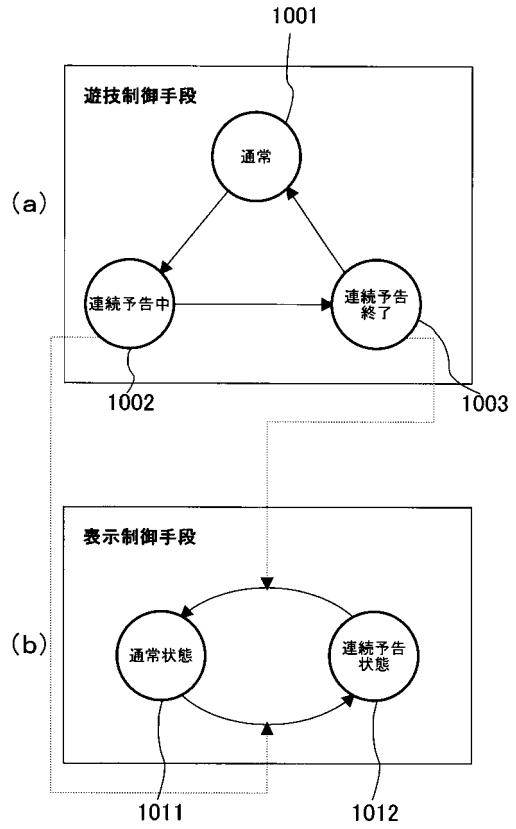 1001
遊技制御手段
通常
(a)
連続予告中
連続予告
終了
1002
1003
表示制御手段
(b)
通常状態
連続予告
状態
1011
1012